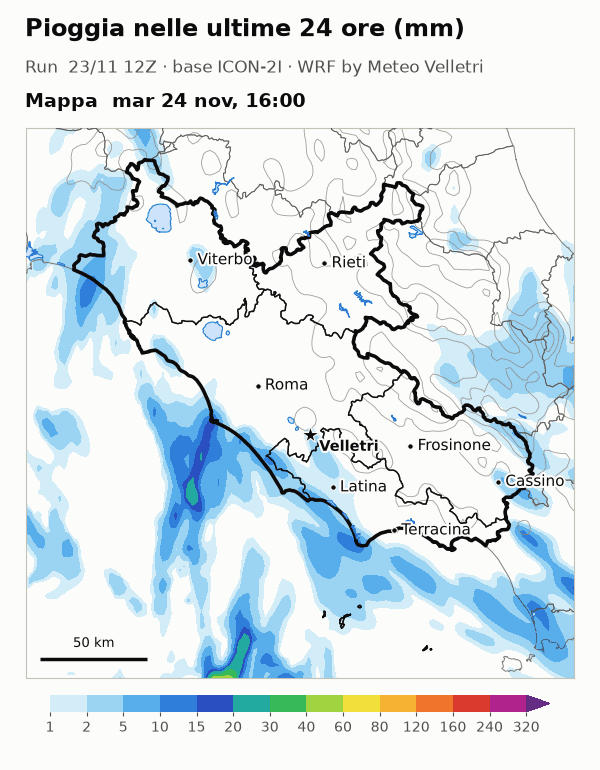 Pioggia nelle ultime 24 ore (mm)
Run  23/11 12Z · base ICON-2I · WRF by Meteo Velletri
Mappa  mar 24 nov, 16:00
Viterbo
Rieti
Roma
Velletri
Frosinone
Latina
Cassino
Terracina
50 km
1 2 5 10 15 20 30 40 60 80 120 160 240 320